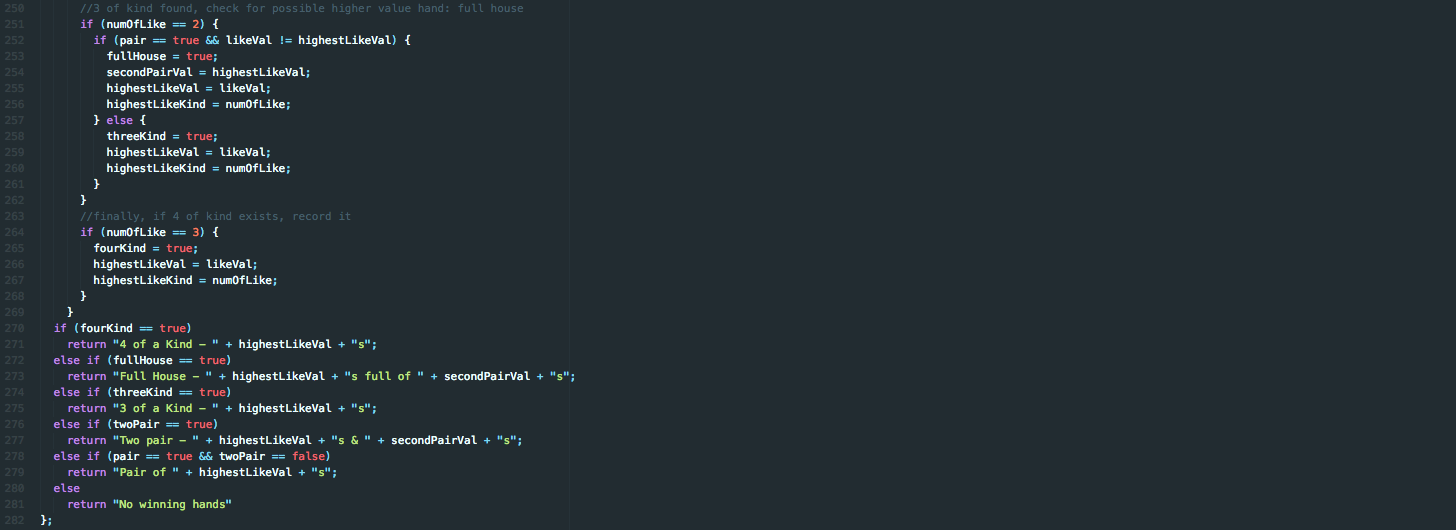 250 //3 of kind found, check for possible higher value hand: full house
251 if (numOfLike == 2) {
252 if (pair == true && likeVal != highestLikeVal) {
253 fullHouse = true;
254 secondPairVal = highestLikeVal;
255 highestLikeVal = likeVal;
256 highestLikeKind = numOfLike;
257 } else {
258 threeKind = true;
259 highestLikeVal = likeVal;
260 highestLikeKind = numOfLike;
261 }
262 }
263 //finally, if 4 of kind exists, record it
264 if (numOfLike == 3) {
265 fourKind = true;
266 highestLikeVal = likeVal;
267 highestLikeKind = numOfLike;
268 }
269 }
270 if (fourKind == true)
271 return "4 of a Kind – " + highestLikeVal + "s";
272 else if (fullHouse == true)
273 return "Full House – " + highestLikeVal + "s full of " + secondPairVal + "s";
274 else if (threeKind == true)
275 return "3 of a Kind – " + highestLikeVal + "s";
276 else if (twoPair == true)
277 return "Two pair – " + highestLikeVal + "s & " + secondPairVal + "s";
278 else if (pair == true && twoPair == false)
279 return "Pair of " + highestLikeVal + "s";
280 else
281 return "No winning hands"
282 };